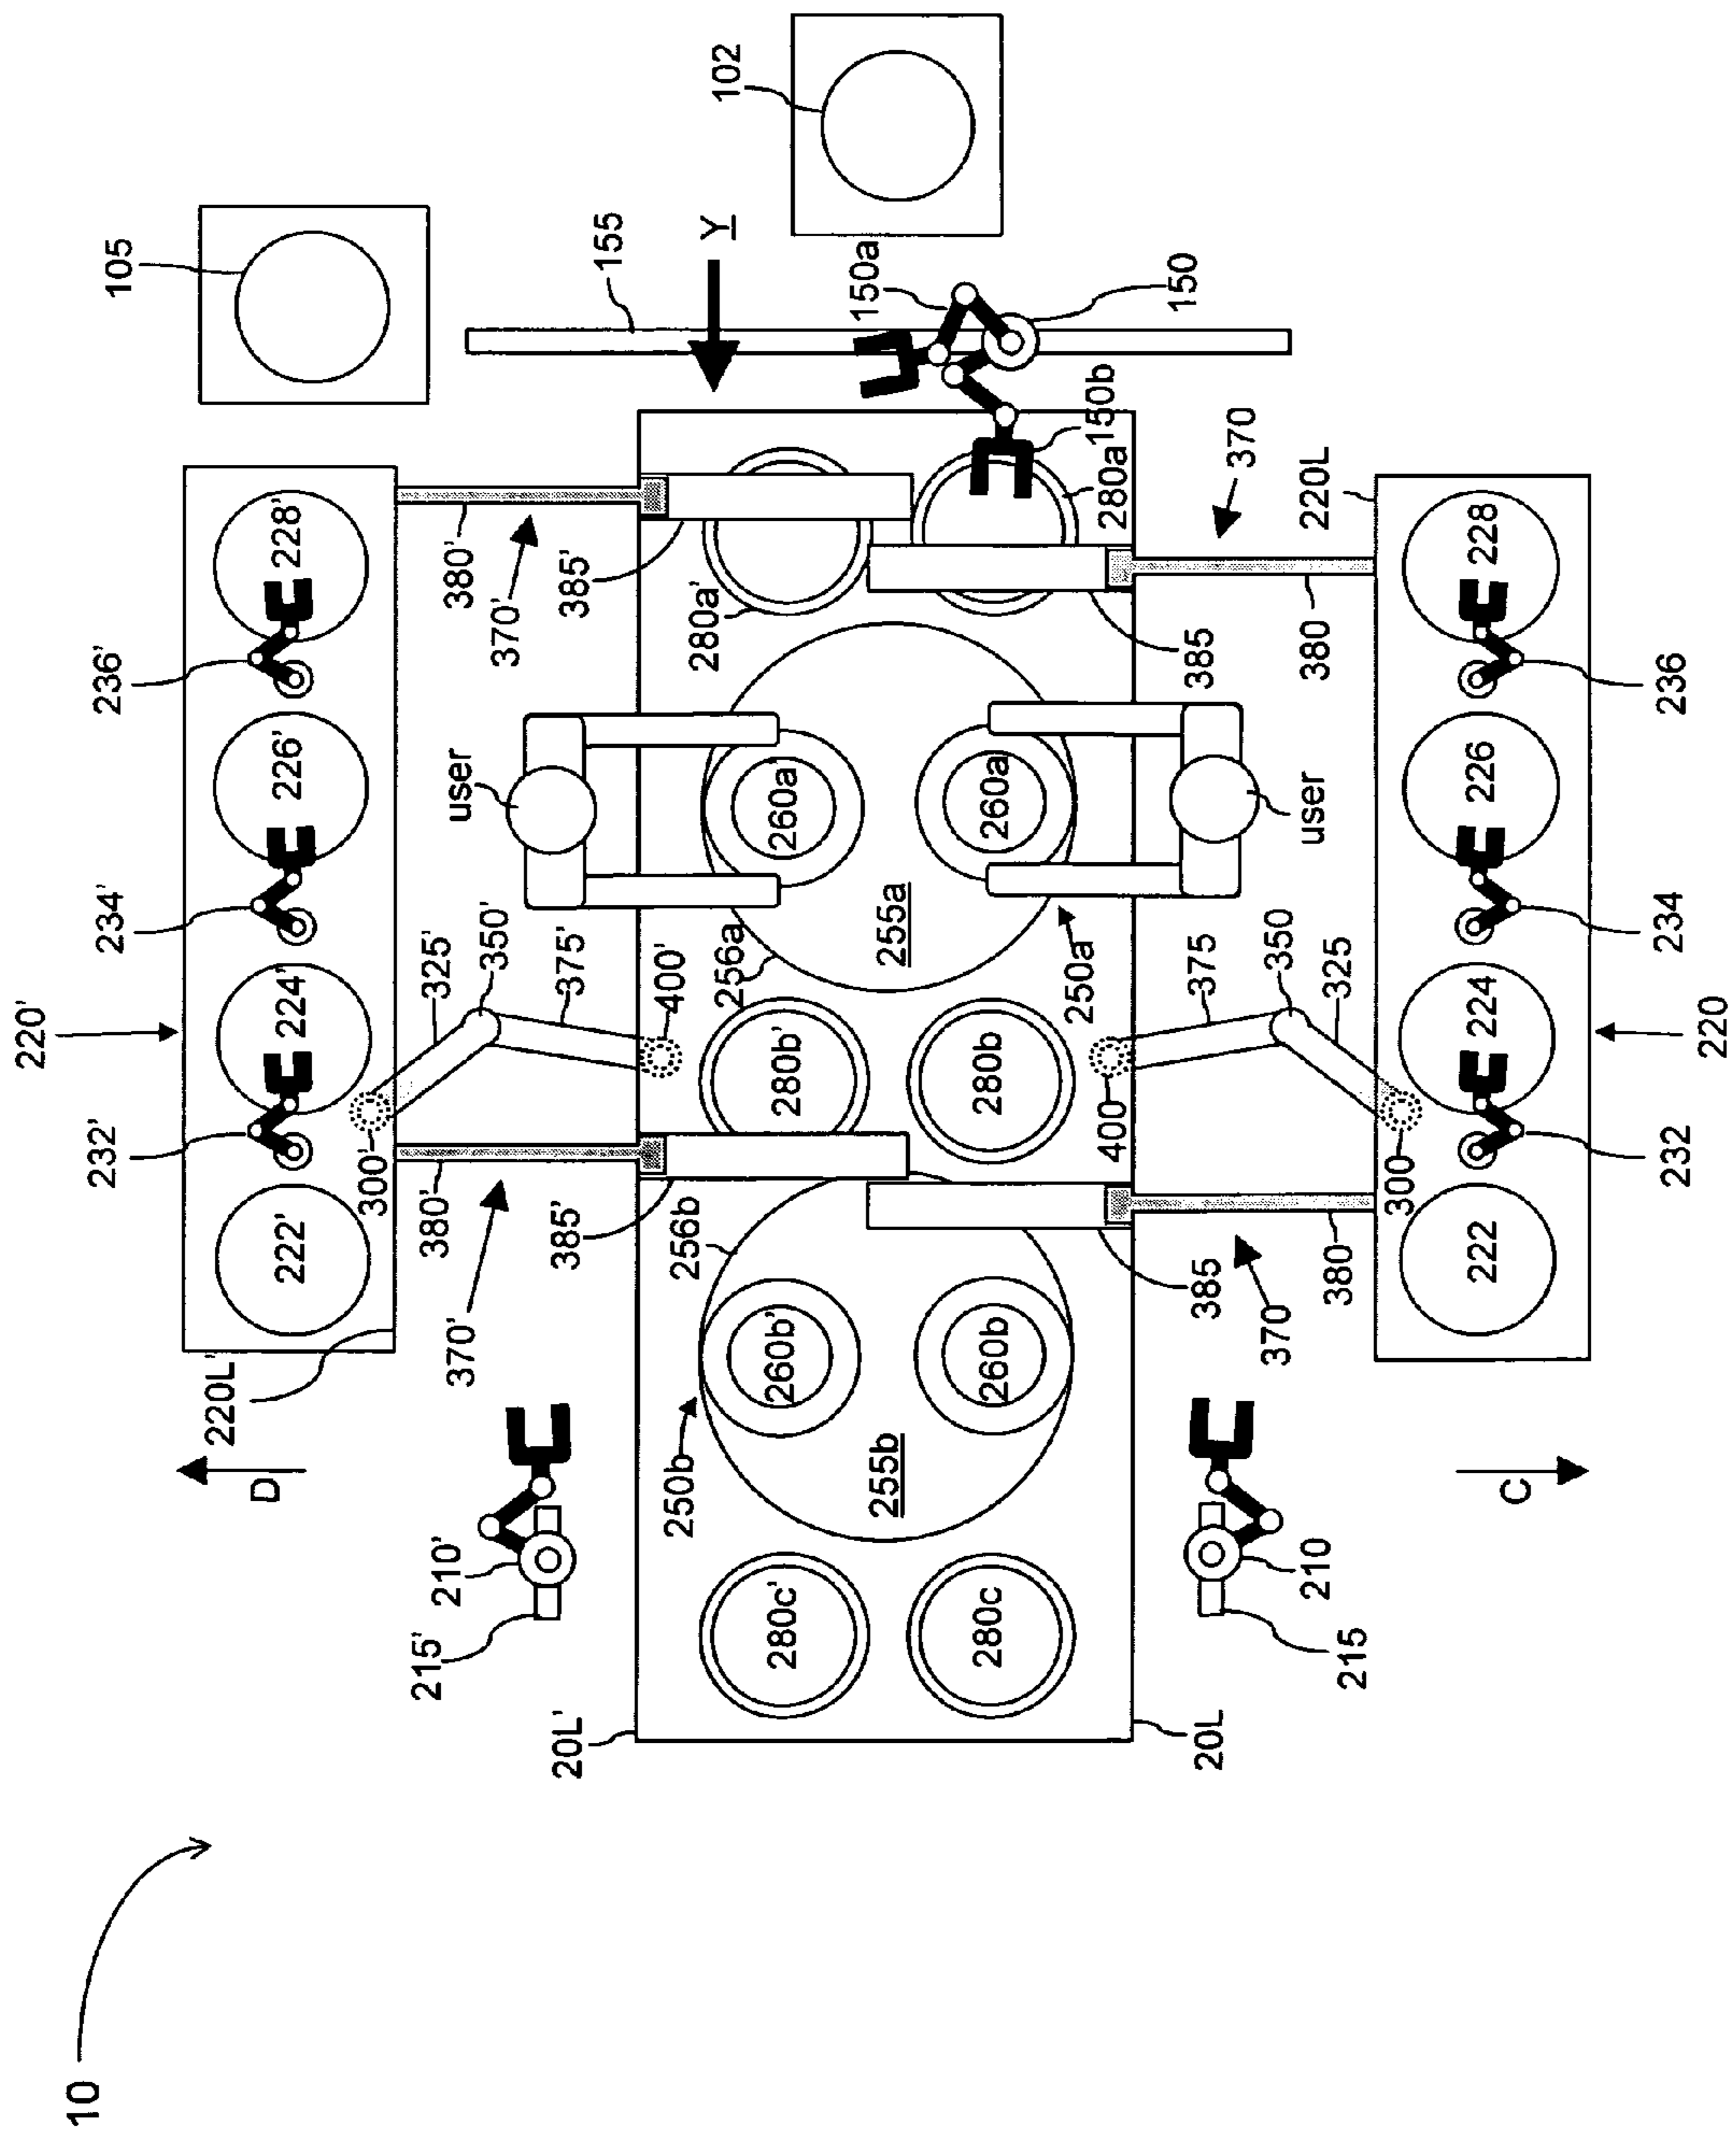 220'
10
232'
234'
236'
105
220L'
D
222'
224'
226'
228'
300'
215'
210'
380'
325'
370'
user
380'
350'
370'
20L'
385'
375'
385'
155
250b
256b
400'
280a'
Y
256a
102
280c'
260b'
280b'
260a'
150a
255b
255a
280c
260b
280b
260a
250a
400
280a
150b
150
20L
385
375
385
370
370
350
210
user
220L
380
215
380
325
300
222
224
226
228
C
232
234
236
220